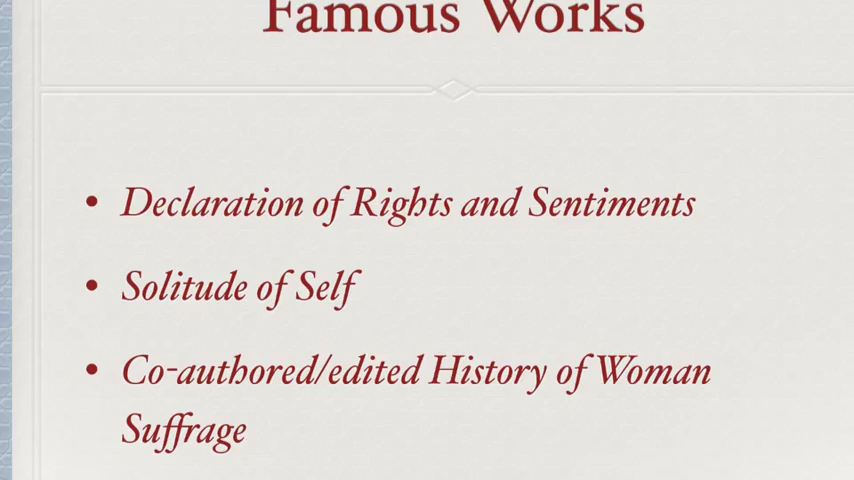 Famous Works
• Declaration of Rights and Sentiments
• Solitude of Self
• Co-authored/edited History of Woman
Suffrage